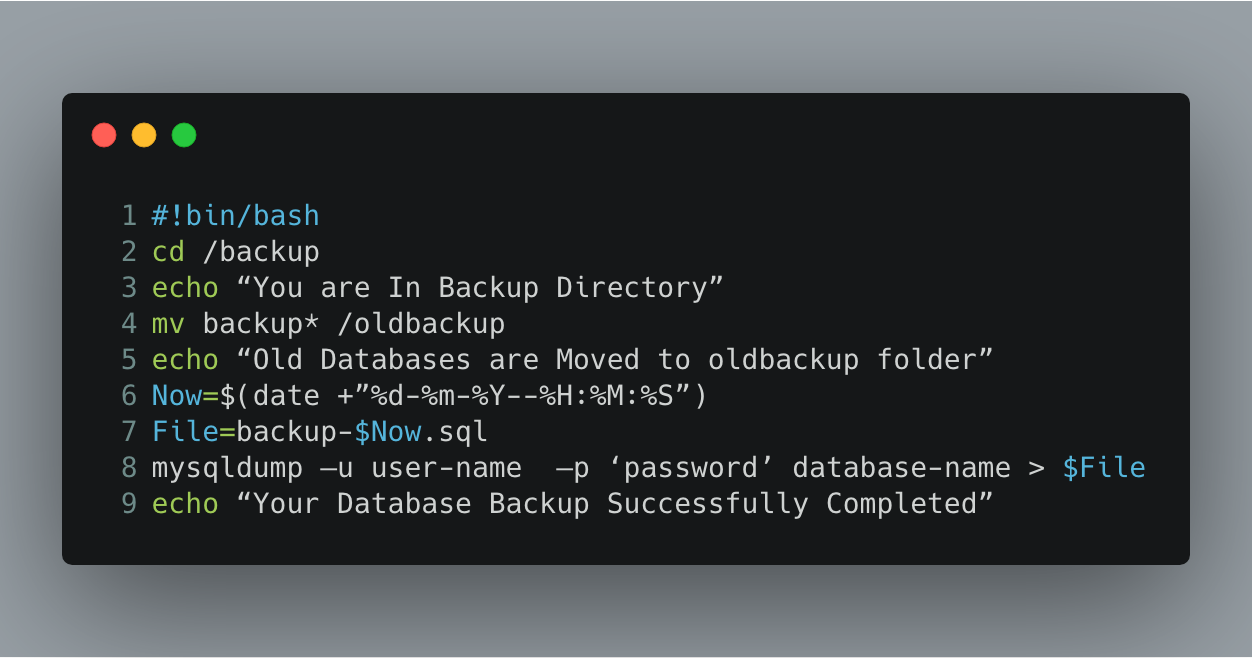 1 #!bin/bash
2 cd /backup
3 echo “You are In Backup Directory”
4 mv backup* /oldbackup
5 echo “Old Databases are Moved to oldbackup folder”
6 Now=$(date +”%d-%m-%Y--%H:%M:%S”)
7 File=backup-$Now.sql
8 mysqldump –u user-name  –p ‘password’ database-name > $File
9 echo “Your Database Backup Successfully Completed”